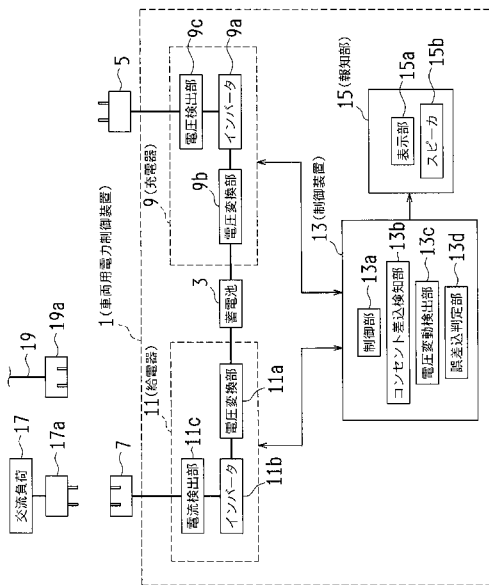 17
交流負荷
17a
19
19a
1(車両用電力制御装置)
7
5
11(給電器)
11c
電流検出部
電圧変換部
11a
インバータ
11b
3
蓄電池
9(充電器)
9b
電圧変換部
電圧検出部
9c
インバータ
9a
13(制御装置)
制御部
13a
コンセント差込検知部
13b
電圧変動検出部
13c
誤差込判定部
13d
15(報知部)
表示部
15a
スピーカ
15b